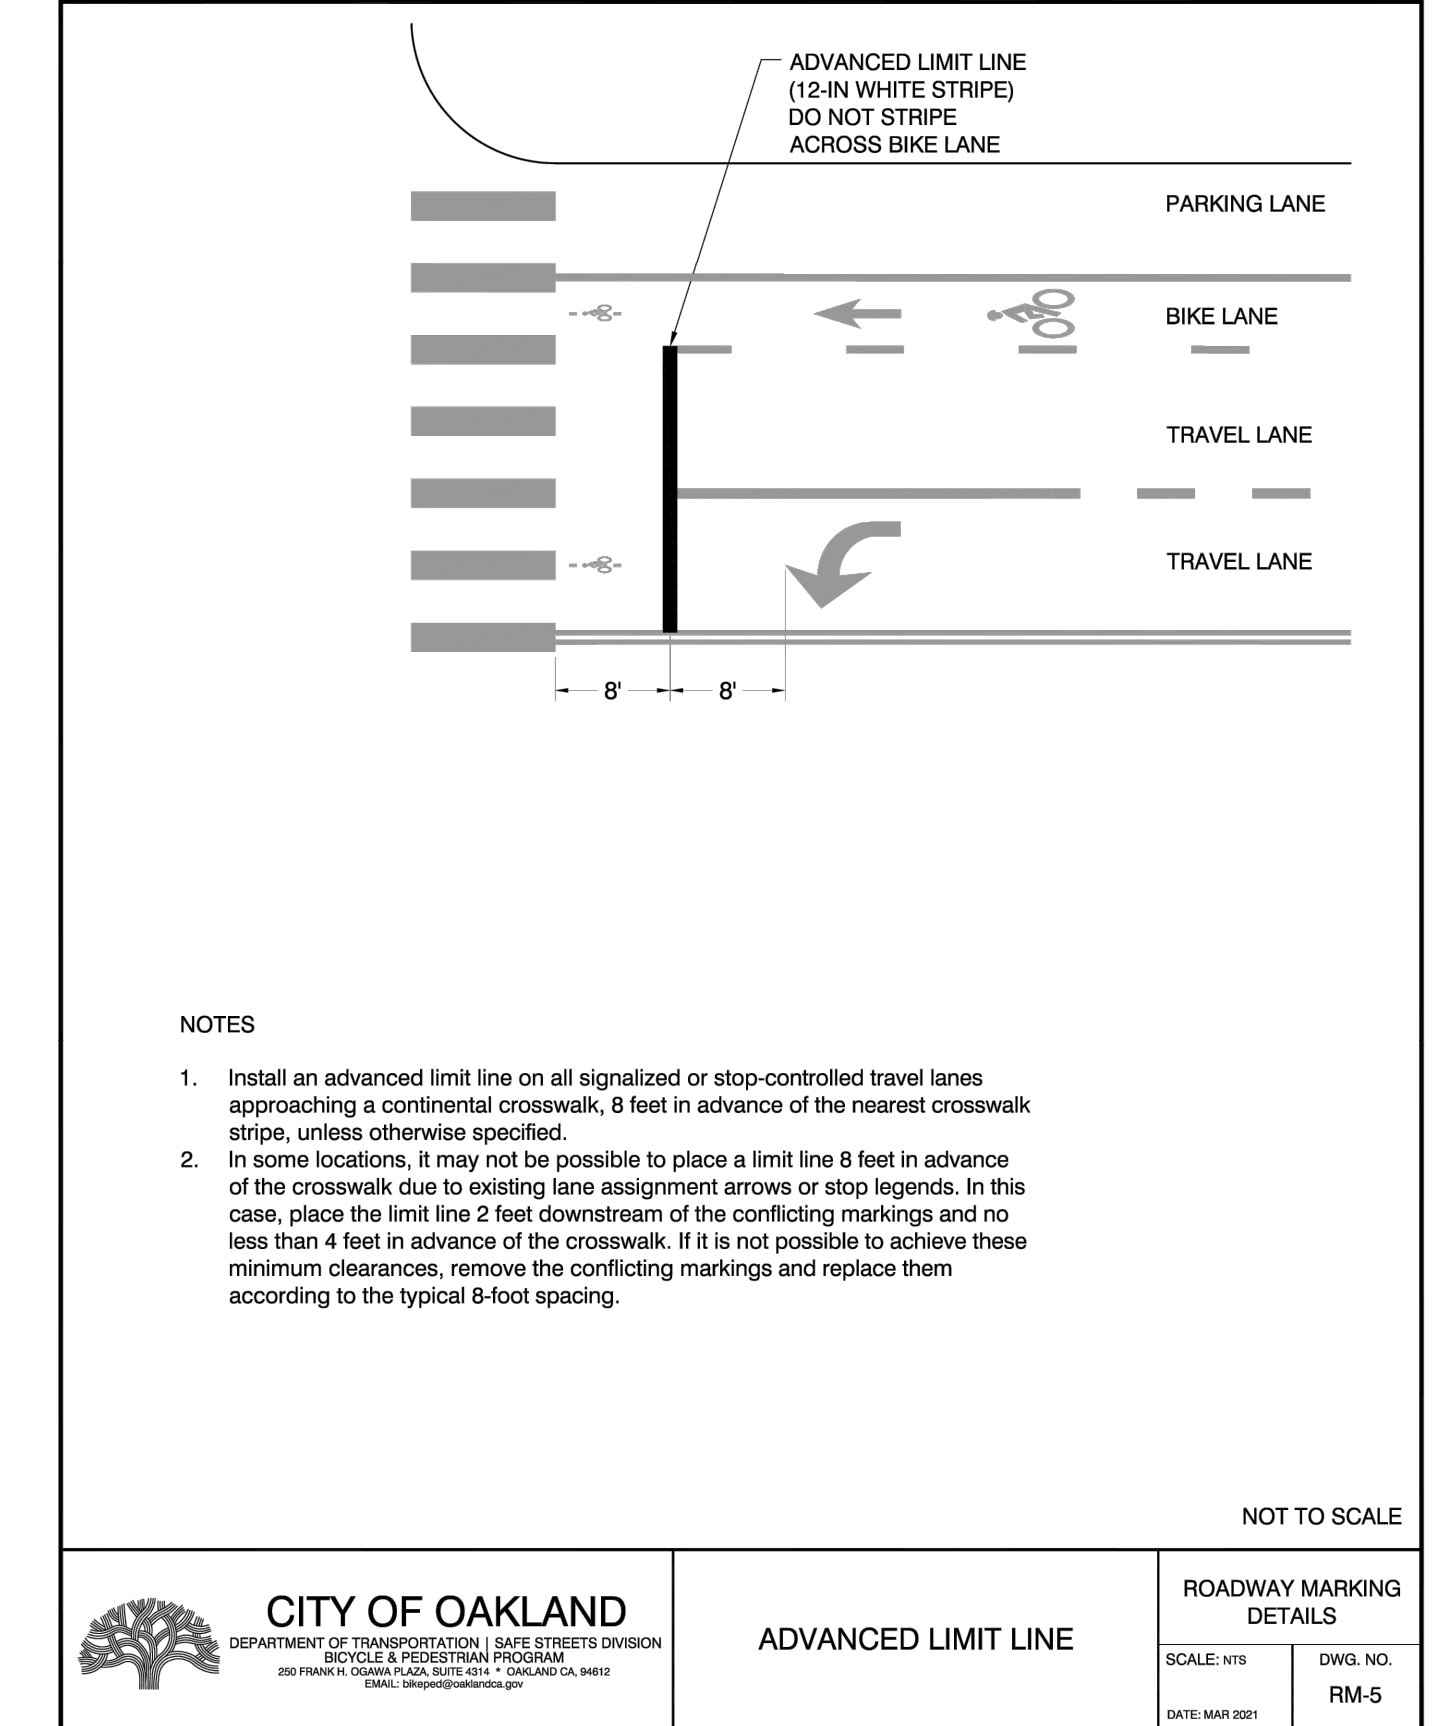 ADVANCED LIMIT LINE
(12-IN WHITE STRIPE)
DO NOT STRIPE
ACROSS BIKE LANE
PARKING LANE
BIKE LANE
TRAVEL LANE
TRAVEL LANE
8'
8'
NOTES
1. Install an advanced limit line on all signalized or stop-controlled travel lanes
approaching a continental crosswalk, 8 feet in advance of the nearest crosswalk
stripe, unless otherwise specified.
2. In some locations, it may not be possible to place a limit line 8 feet in advance
of the crosswalk due to existing lane assignment arrows or stop legends. In this
case, place the limit line 2 feet downstream of the conflicting markings and no
less than 4 feet in advance of the crosswalk. If it is not possible to achieve these
minimum clearances, remove the conflicting markings and replace them
according to the typical 8-foot spacing.
NOT TO SCALE
CITY OF OAKLAND
DEPARTMENT OF TRANSPORTATION | SAFE STREETS DIVISION
BICYCLE & PEDESTRIAN PROGRAM
250 FRANK H. OGAWA PLAZA, SUITE 4314 * OAKLAND CA, 94612
EMAIL: bikeped@oaklandca.gov
ADVANCED LIMIT LINE
ROADWAY MARKING
DETAILS
SCALE: NTS
DATE: MAR 2021
DWG. NO.
RM-5